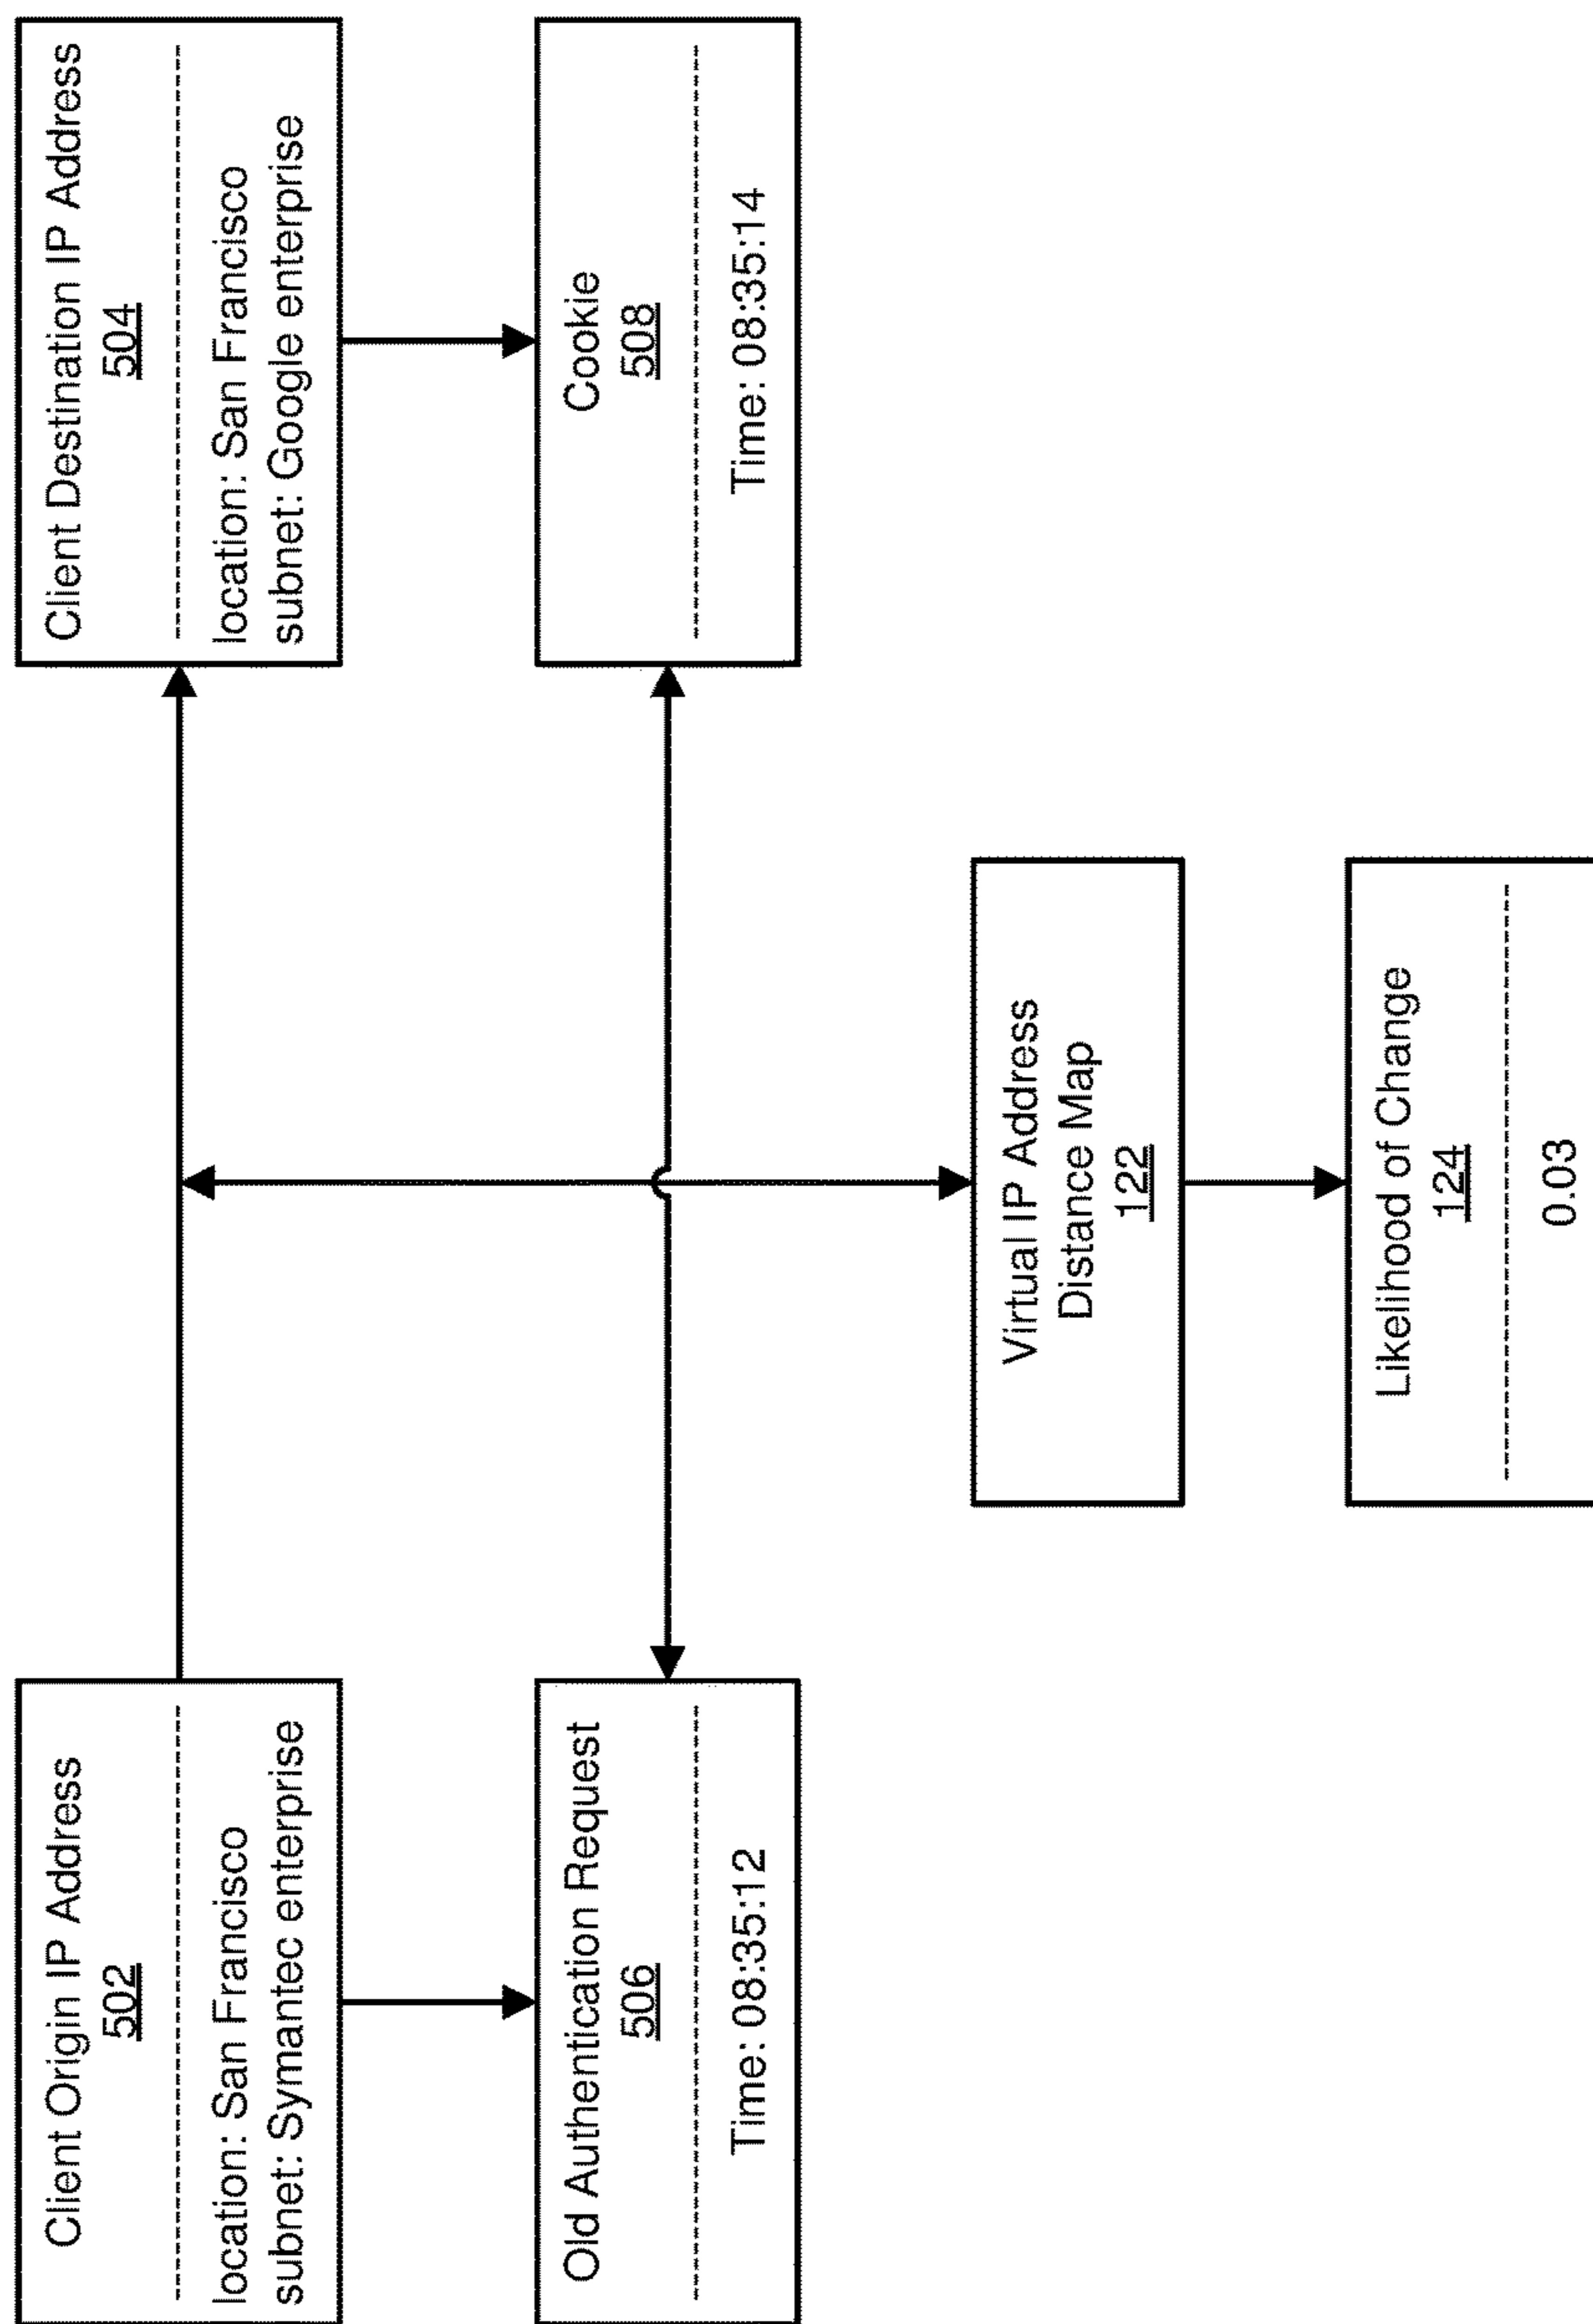 Client Origin IP Address
502
location: San Francisco
subnet: Symantec enterprise
Client Destination IP Address
504
location: San Francisco
subnet: Google enterprise
Old Authentication Request
506
Time: 08:35:12
Cookie
508
Time: 08:35:14
Virtual IP Address
Distance Map
122
Likelihood of Change
124
0.03